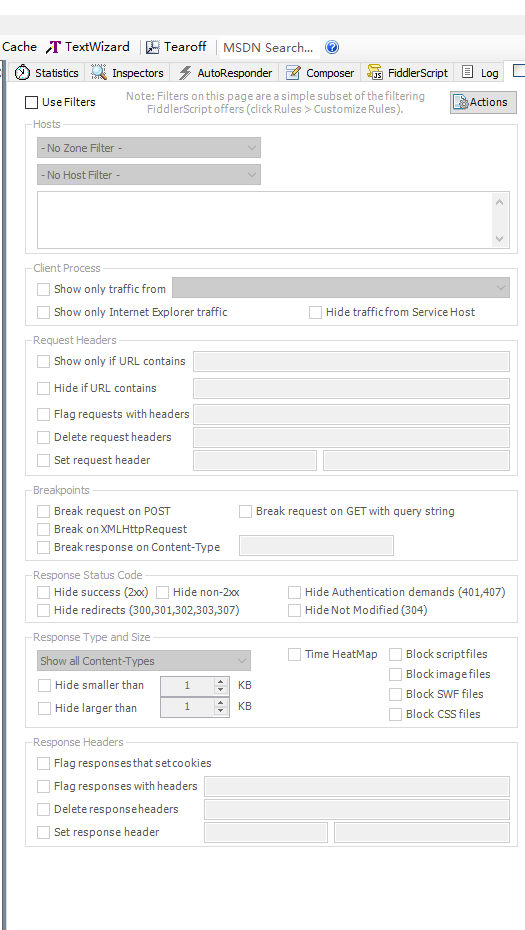 Cache TextWizard Tearoff MSDN Search...
Statistics Inspectors AutoResponder Composer FiddlerScript Log
Use Filters
Note: Filters on this page are a simple subset of the filtering
FiddlerScript offers (click Rules > Customize Rules).
Actions
Hosts
- No Zone Filter -
- No Host Filter -
Client Process
Show only traffic from
Show only Internet Explorer traffic Hide traffic from Service Host
Request Headers
Show only if URL contains
Hide if URL contains
Flag requests with headers
Delete request headers
Set request header
Breakpoints
Break request on POST Break request on GET with query string
Break on XMLHttpRequest
Break response on Content-Type
Response Status Code
Hide success (2xx) Hide non-2xx Hide Authentication demands (401,407)
Hide redirects (300,301,302,303,307) Hide Not Modified (304)
Response Type and Size
Show all Content-Types Time HeatMap Block script files
Block image files
Hide smaller than 1 KB
Block SWF files
Hide larger than 1 KB
Block CSS files
Response Headers
Flag responses that set cookies
Flag responses with headers
Delete response headers
Set response header